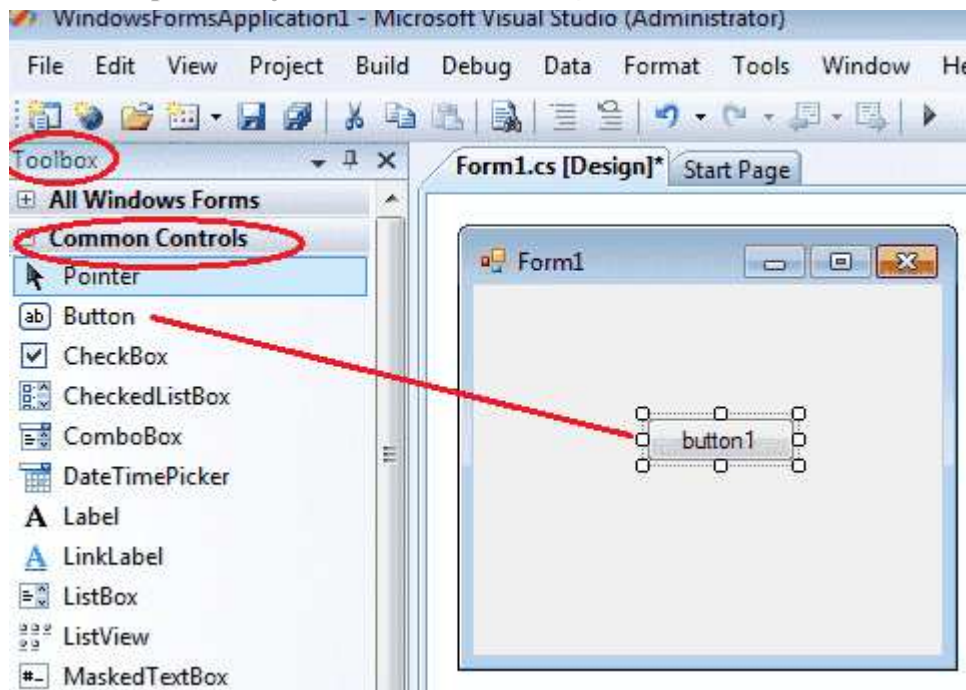 WindowsFormsApplication1 - Microsoft Visual Studio (Administrator)
File Edit View Project Build Debug Data Format Tools Window He
Toolbox
Form1.cs [Design]* Start Page
All Windows Forms
Common Controls
Pointer
ab Button
CheckBox
CheckedListBox
ComboBox
DateTimePicker
A Label
A LinkLabel
ListBox
ListView
#- MaskedTextBox
Form1
button1